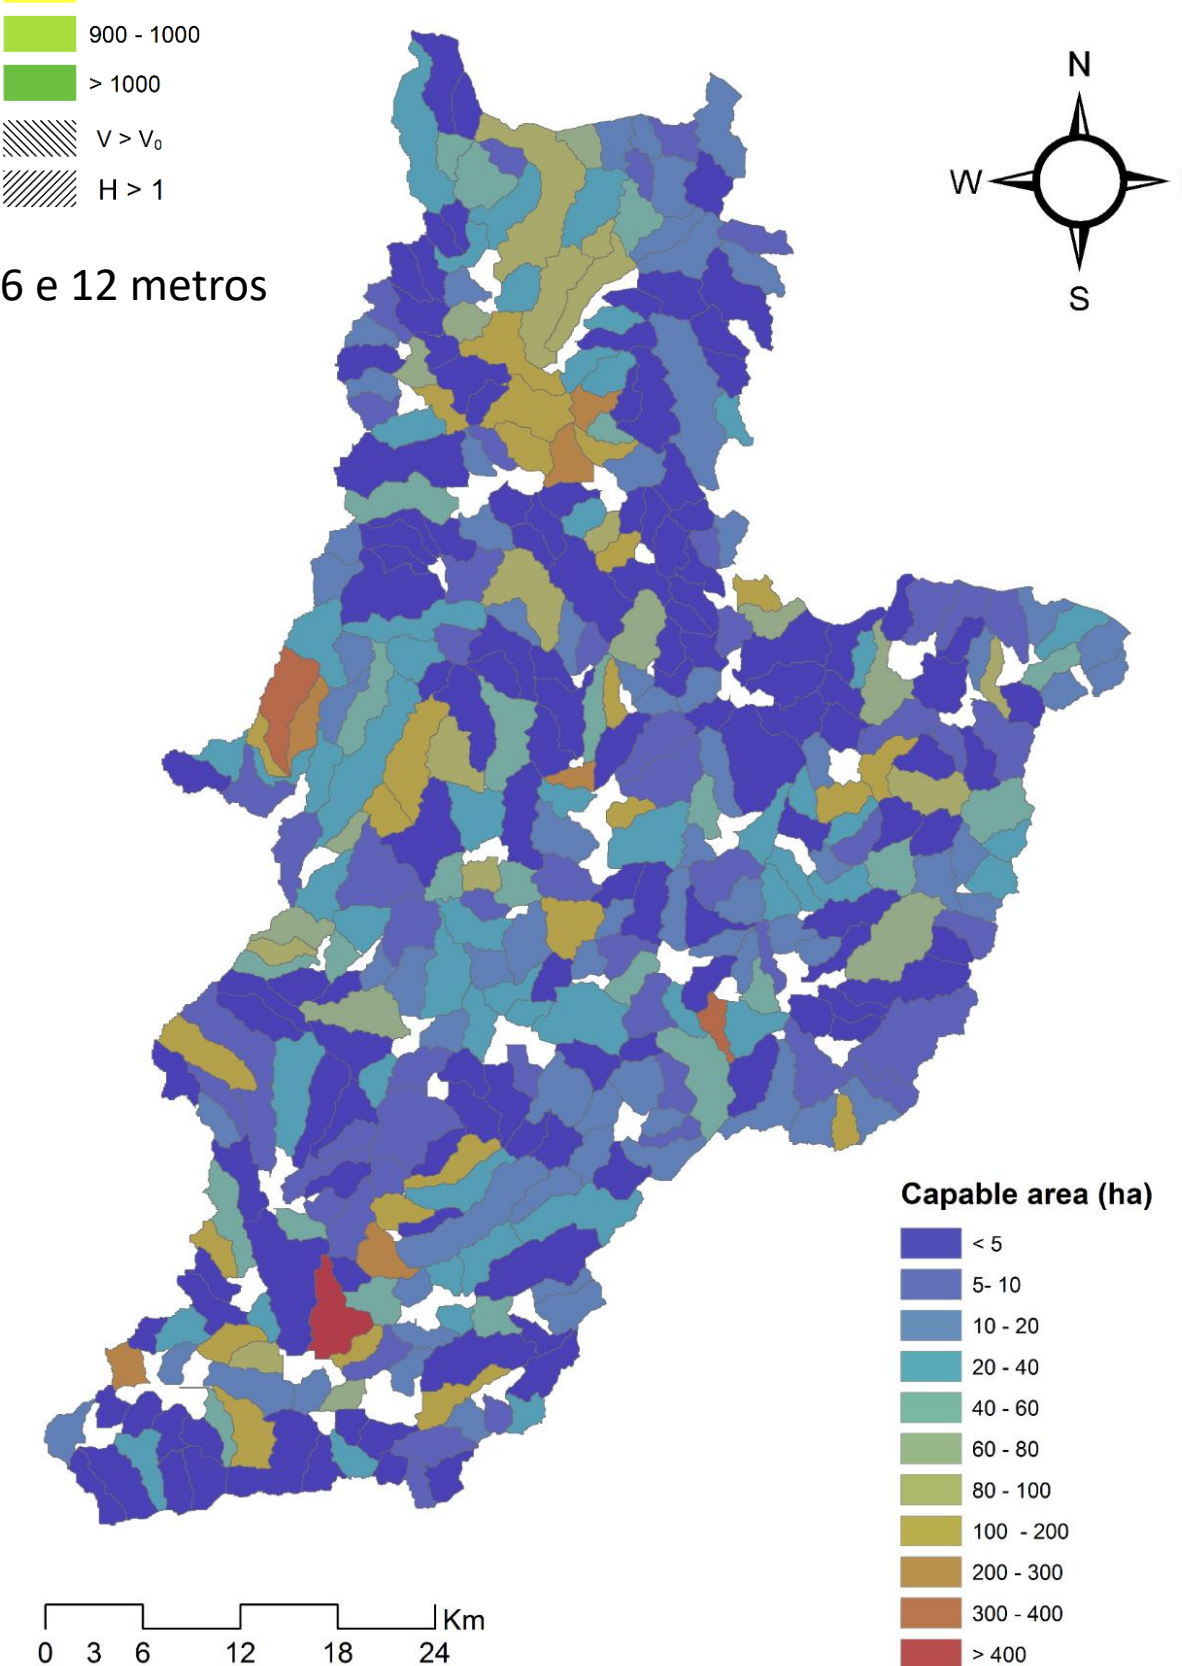 900 - 1000
> 1000
V > V₀
H > 1
6 e 12 metros
N
W
S
Capable area (ha)
< 5
5- 10
10 - 20
20 - 40
40 - 60
60 - 80
80 - 100
100 - 200
200 - 300
300 - 400
> 400
Km
0 3 6 12 18 24